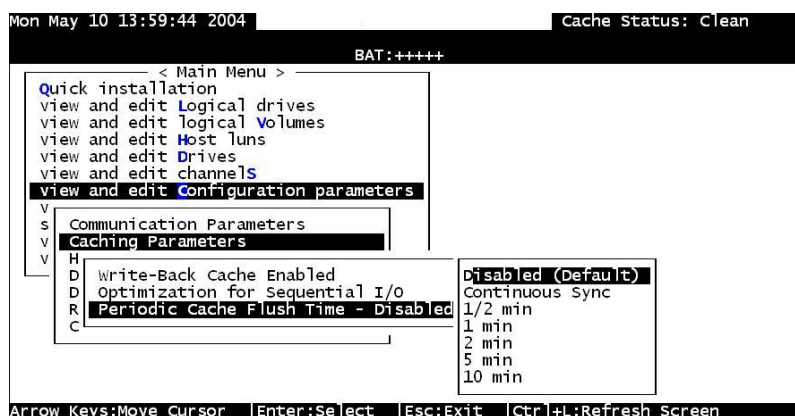 Mon May 10 13:59:44 2004 Cache Status: Clean
BAT:+++++
< Main Menu >
Quick installation
view and edit Logical drives
view and edit logical Volumes
view and edit Host luns
view and edit Drives
view and edit channelS
view and edit Configuration parameters
v
s Communication Parameters
v Caching Parameters
v H
D Write-Back Cache Enabled
D Optimization for Sequential I/O
R Periodic Cache Flush Time - Disabled
C
Disabled (Default)
Continuous Sync
1/2 min
1 min
2 min
5 min
10 min
Arrow Keys:Move Cursor |Enter:Select |Esc:Exit |Ctrl+L:Refresh Screen